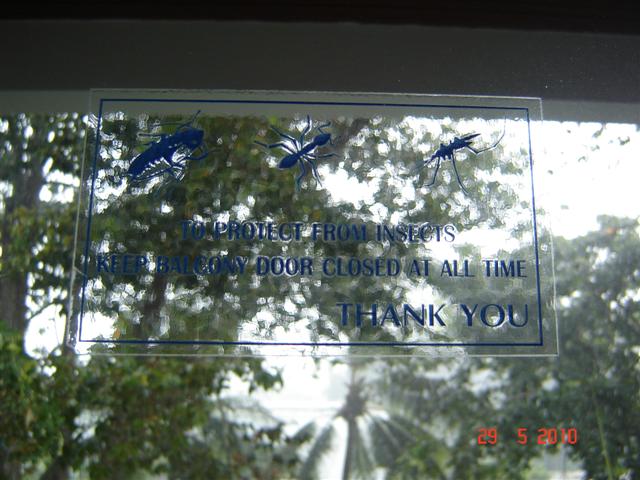 TO PROTECT FROM INSECTS
KEEP BALCONY DOOR CLOSED AT ALL TIME
THANK YOU
29 5 2010